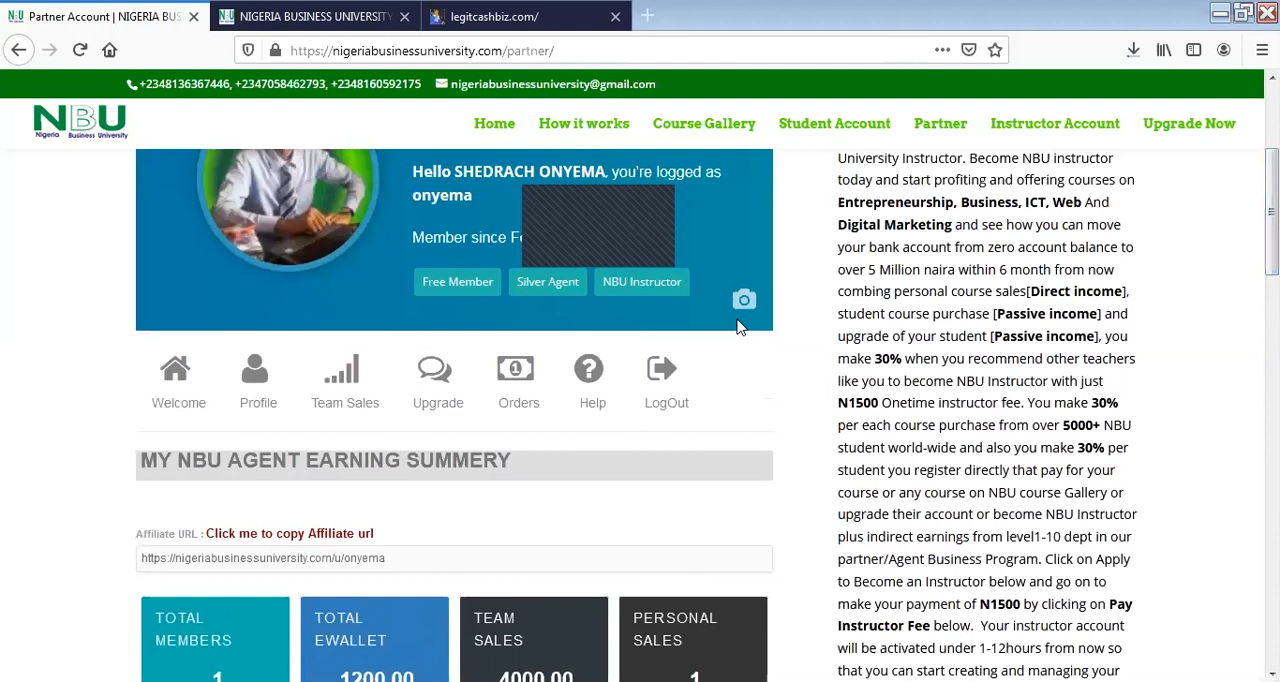 Partner Account | NIGERIA BUS
NIGERIA BUSINESS UNIVERSITY
legitcashbiz.com/
https://nigeriabusinessuniversity.com/partner/
+2348136367446, +2347058462793, +2348160592175
nigeriabusinessuniversity@gmail.com
NBU
Nigeria Business University
Home
How it works
Course Gallery
Student Account
Partner
Instructor Account
Upgrade Now
Hello SHEDRACH ONYEMA, you're logged as
onyema
Member since Fe
Free Member
Silver Agent
NBU Instructor
Welcome
Profile
Team Sales
Upgrade
Orders
Help
LogOut
MY NBU AGENT EARNING SUMMERY
Affiliate URL : Click me to copy Affiliate url
https://nigeriabusinessuniversity.com/u/onyema
TOTAL
MEMBERS
1
TOTAL
EWALLET
1200.00
TEAM
SALES
4000.00
PERSONAL
SALES
1
University Instructor. Become NBU instructor
today and start profiting and offering courses on
Entrepreneurship, Business, ICT, Web And
Digital Marketing and see how you can move
your bank account from zero account balance to
over 5 Million naira within 6 month from now
combing personal course sales[Direct income],
student course purchase [Passive income] and
upgrade of your student [Passive income], you
make 30% when you recommend other teachers
like you to become NBU Instructor with just
N1500 Onetime instructor fee. You make 30%
per each course purchase from over 5000+ NBU
student world-wide and also you make 30% per
student you register directly that pay for your
course or any course on NBU course Gallery or
upgrade their account or become NBU Instructor
plus indirect earnings from level1-10 dept in our
partner/Agent Business Program. Click on Apply
to Become an Instructor below and go on to
make your payment of N1500 by clicking on Pay
Instructor Fee below. Your instructor account
will be activated under 1-12hours from now so
that you can start creating and managing your